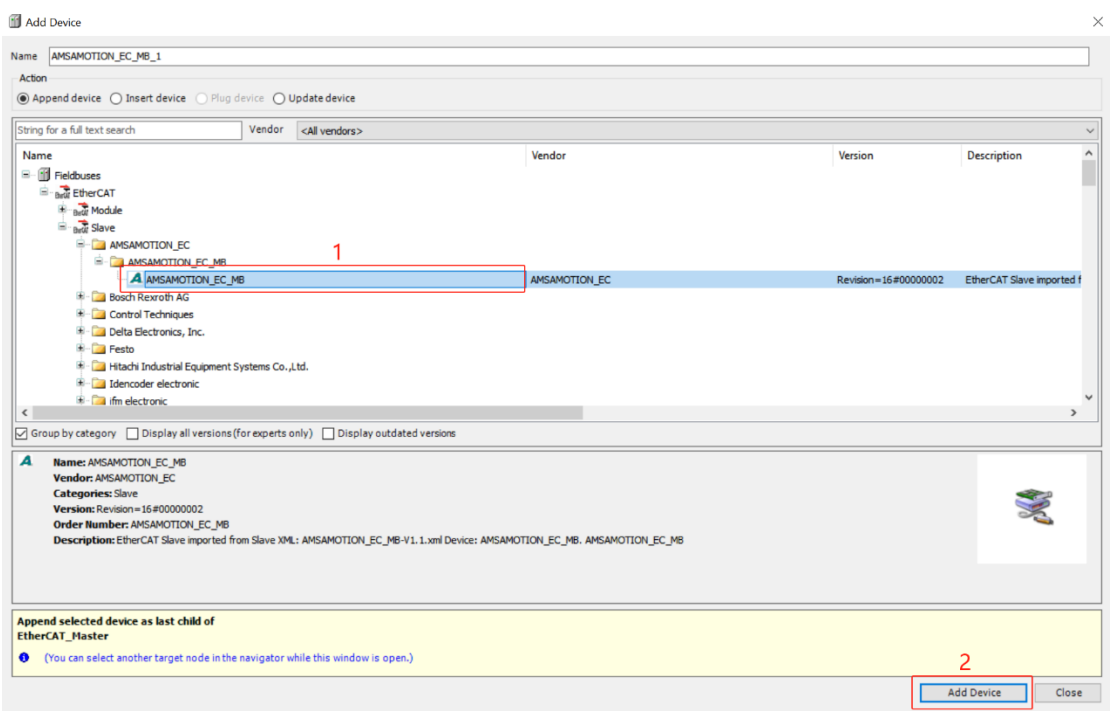 Add Device
Name AMSAMOTION_EC_MB_1
Action
Append device Insert device Plug device Update device
String for a full text search Vendor <All vendors>
Name Vendor Version Description
Fieldbuses
EtherCAT
Module
Slave
AMSAMOTION_EC
1
AMSAMOTION_EC_MB
AMSAMOTION_EC_MB AMSAMOTION_EC Revision=16#00000002 EtherCAT Slave imported f
Bosch Rexroth AG
Control Techniques
Delta Electronics, Inc.
Festo
Hitachi Industrial Equipment Systems Co.,Ltd.
Idencoder electronic
ifm electronic
Group by category Display all versions (for experts only) Display outdated versions
Name: AMSAMOTION_EC_MB
Vendor: AMSAMOTION_EC
Categories: Slave
Version: Revision=16#00000002
Order Number: AMSAMOTION_EC_MB
Description: EtherCAT Slave imported from Slave XML: AMSAMOTION_EC_MB-V1.1.xml Device: AMSAMOTION_EC_MB. AMSAMOTION_EC_MB
Append selected device as last child of
EtherCAT_Master
(You can select another target node in the navigator while this window is open.)
2
Add Device Close